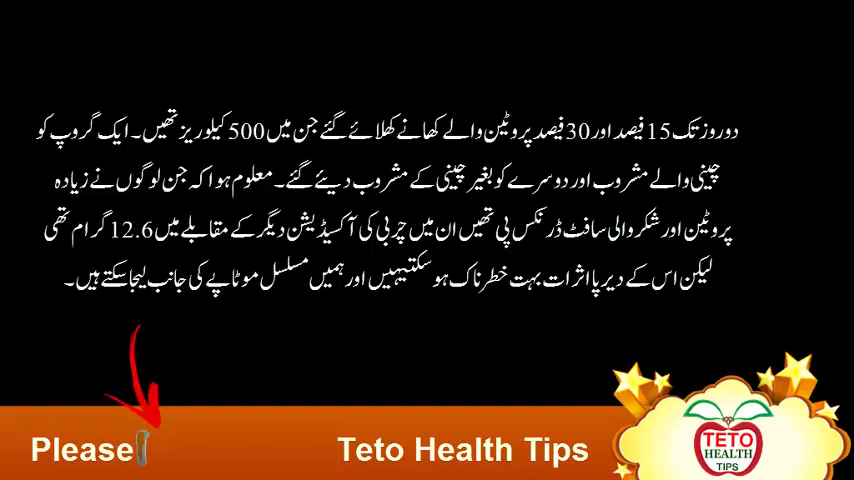 دو روز تک 15 فیصد اور 30 فیصد پروٹین والے کھانے کھلائے گئے جن میں 500 کیلوریز تھیں۔ ایک گروپ کو
چینی والے مشروب اور دوسرے کو بغیر چینی کے مشروب دیئے گئے۔ معلوم ہوا کہ جن لوگوں نے زیادہ
پروٹین اور شکر والی سافٹ ڈرنکس پی تھیں ان میں چربی کی آکسیڈیشن دیگر کے مقابلے میں 12.6 گرام تھی
لیکن اس کے دیرپا اثرات بہت خطرناک ہو سکتیہیں اور ہمیں مسلسل موٹاپے کی جانب لیجا سکتے ہیں۔
Please
Teto Health Tips
TETO
HEALTH
TIPS